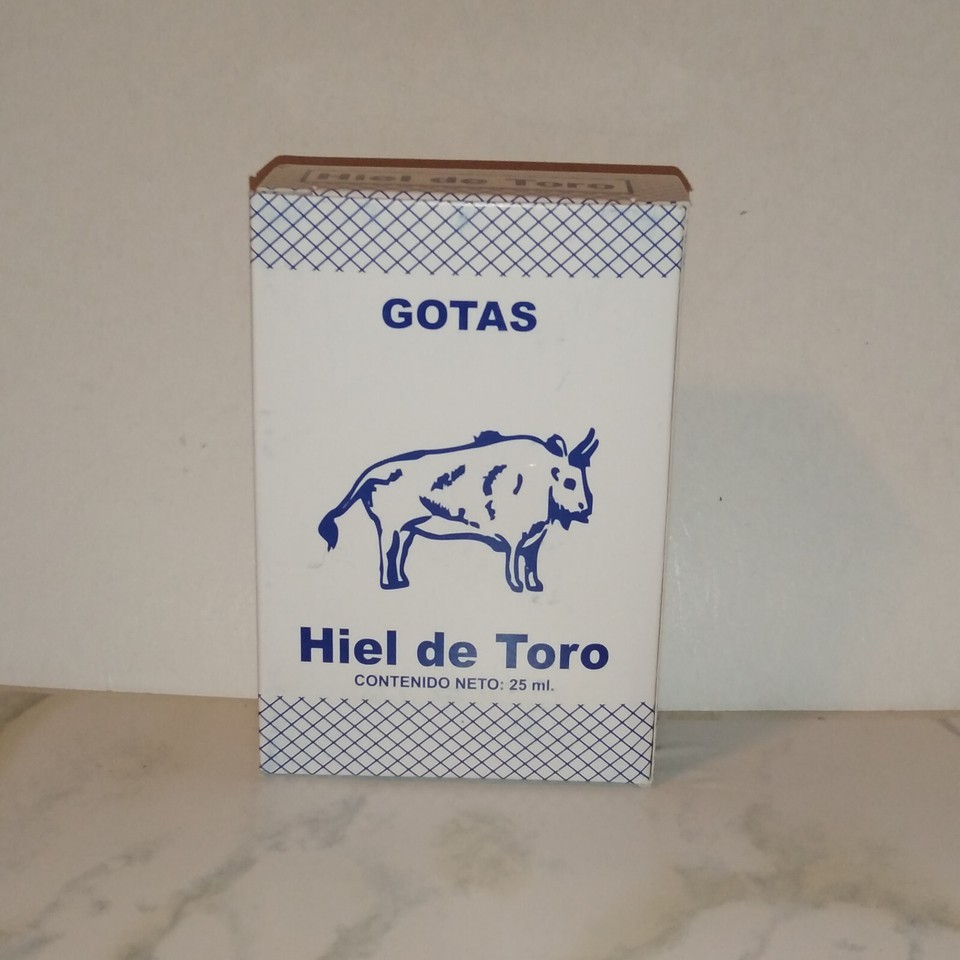 Hiel de Toro
GOTAS
Hiel de Toro
CONTENIDO NETO: 25 ml.